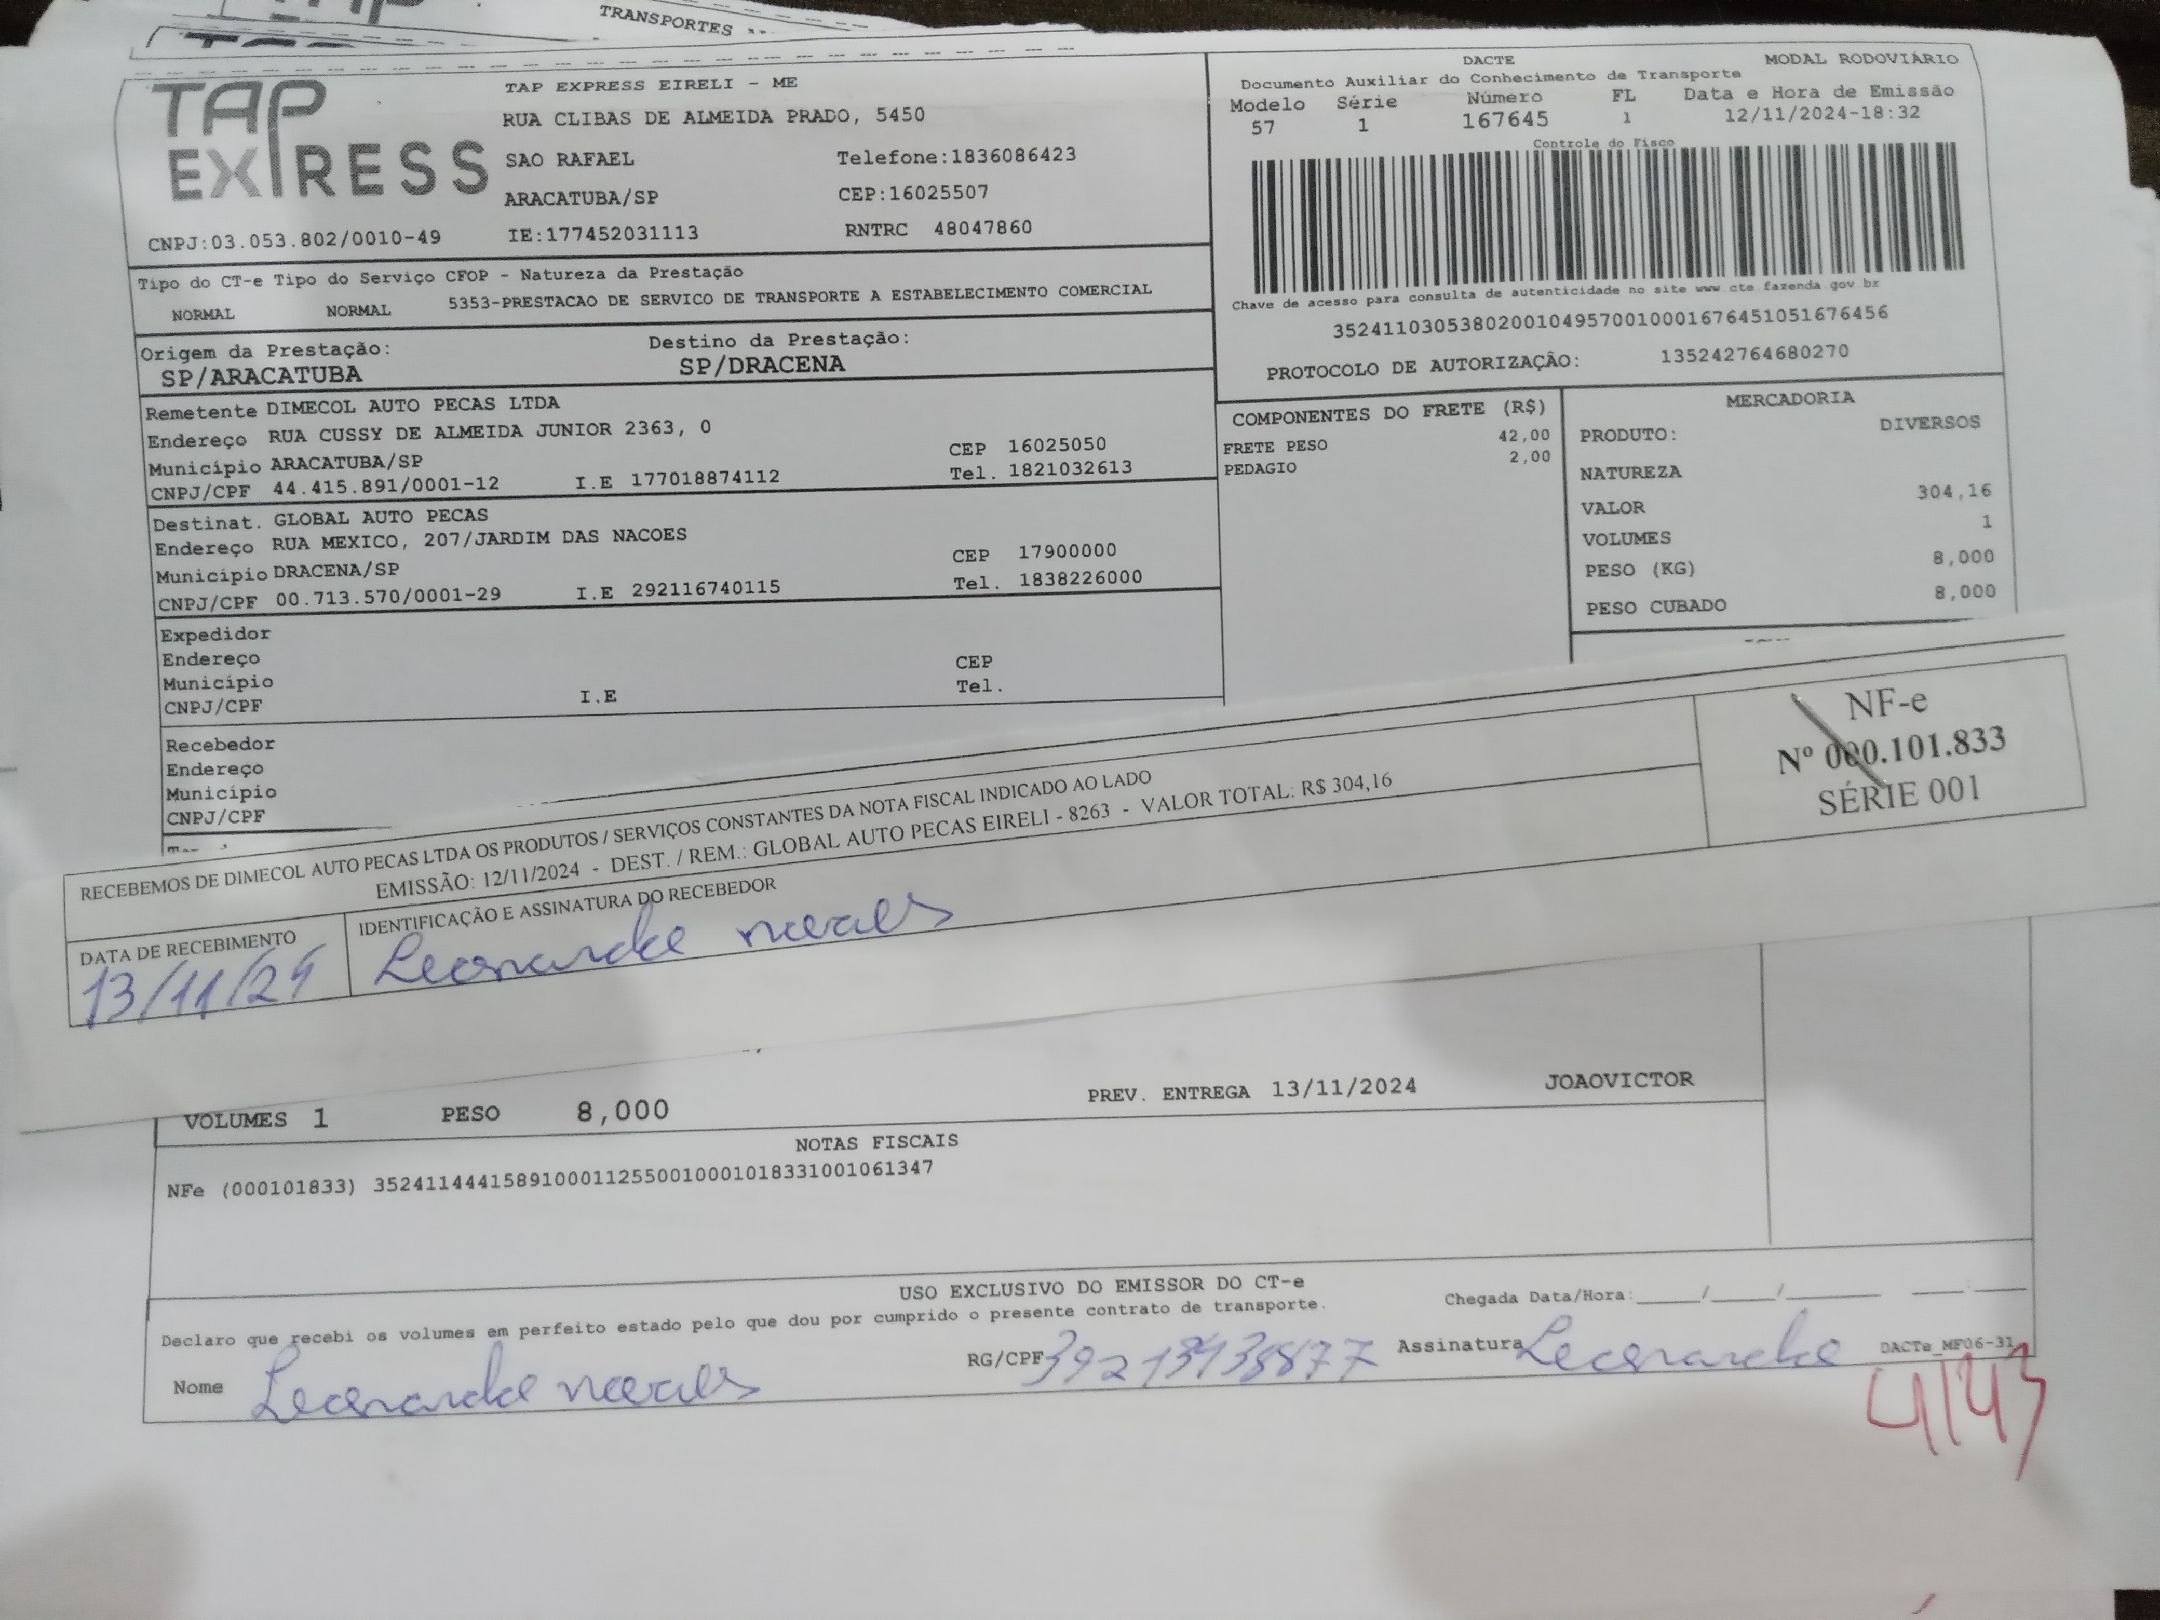 TRANSPORTES
TAP EXPRESS
TAP EXPRESS EIRELI - ME
RUA CLIBAS DE ALMEIDA PRADO, 5450
SAO RAFAEL Telefone:1836086423
ARACATUBA/SP CEP:16025507
CNPJ:03.053.802/0010-49 IE:177452031113 RNTRC 48047860
DACTE MODAL RODOVIÁRIO
Documento Auxiliar do Conhecimento de Transporte
Modelo Série Número FL Data e Hora de Emissão
57 1 167645 1 12/11/2024-18:32
Controle do Fisco
Chave de acesso para consulta de autenticidade no site www.cte.fazenda.gov.br
35241103053802001049570010001676451051676456
PROTOCOLO DE AUTORIZAÇÃO: 135242764680270
Tipo do CT-e Tipo do Serviço CFOP - Natureza da Prestação
NORMAL NORMAL 5353-PRESTACAO DE SERVICO DE TRANSPORTE A ESTABELECIMENTO COMERCIAL
Origem da Prestação: Destino da Prestação:
SP/ARACATUBA SP/DRACENA
Remetente DIMECOL AUTO PECAS LTDA
Endereço RUA CUSSY DE ALMEIDA JUNIOR 2363, 0 CEP 16025050
Município ARACATUBA/SP Tel. 1821032613
CNPJ/CPF 44.415.891/0001-12 I.E 177018874112
Destinat. GLOBAL AUTO PECAS
Endereço RUA MEXICO, 207/JARDIM DAS NACOES CEP 17900000
Município DRACENA/SP Tel. 1838226000
CNPJ/CPF 00.713.570/0001-29 I.E 292116740115
Expedidor
Endereço CEP
Município Tel.
CNPJ/CPF I.E
Recebedor
Endereço
Município
CNPJ/CPF
COMPONENTES DO FRETE (R$)
FRETE PESO 42,00
PEDAGIO 2,00
MERCADORIA
PRODUTO: DIVERSOS
NATUREZA
VALOR 304,16
VOLUMES 1
PESO (KG) 8,000
PESO CUBADO 8,000
RECEBEMOS DE DIMECOL AUTO PECAS LTDA OS PRODUTOS / SERVIÇOS CONSTANTES DA NOTA FISCAL INDICADO AO LADO
EMISSÃO: 12/11/2024 - DEST. / REM.: GLOBAL AUTO PECAS EIRELI - 8263 - VALOR TOTAL: R$ 304,16
DATA DE RECEBIMENTO IDENTIFICAÇÃO E ASSINATURA DO RECEBEDOR
13/11/24 Leonardo
NF-e
Nº 000.101.833
SÉRIE 001
VOLUMES 1 PESO 8,000 PREV. ENTREGA 13/11/2024 JOAOVICTOR
NOTAS FISCAIS
NFe (000101833) 35241144415891000112550010001018331001061347
USO EXCLUSIVO DO EMISSOR DO CT-e
Declaro que recebi os volumes em perfeito estado pelo que dou por cumprido o presente contrato de transporte. Chegada Data/Hora:_____/_____/_______ ____:____
Nome Leonardo RG/CPF Assinatura Leonardo DACTe_MF06-31